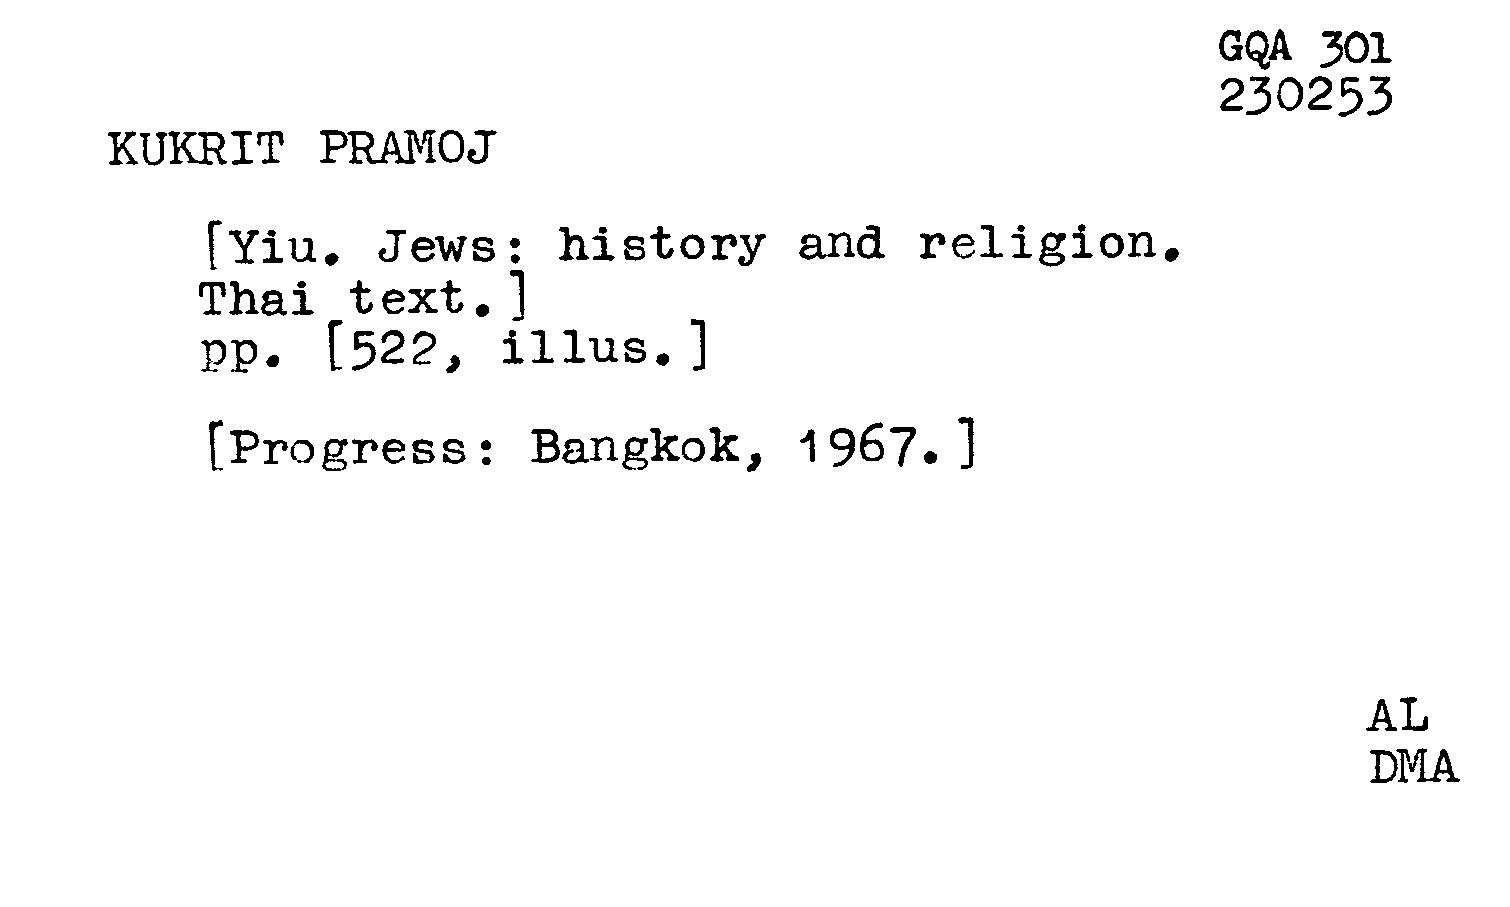 GQA 301
230253
KUKRIT PRAMOJ
[Yiu. Jews: history and religion.
Thai text.]
pp. [522, illus.]
[Progress: Bangkok, 1967.]
AL
DMA